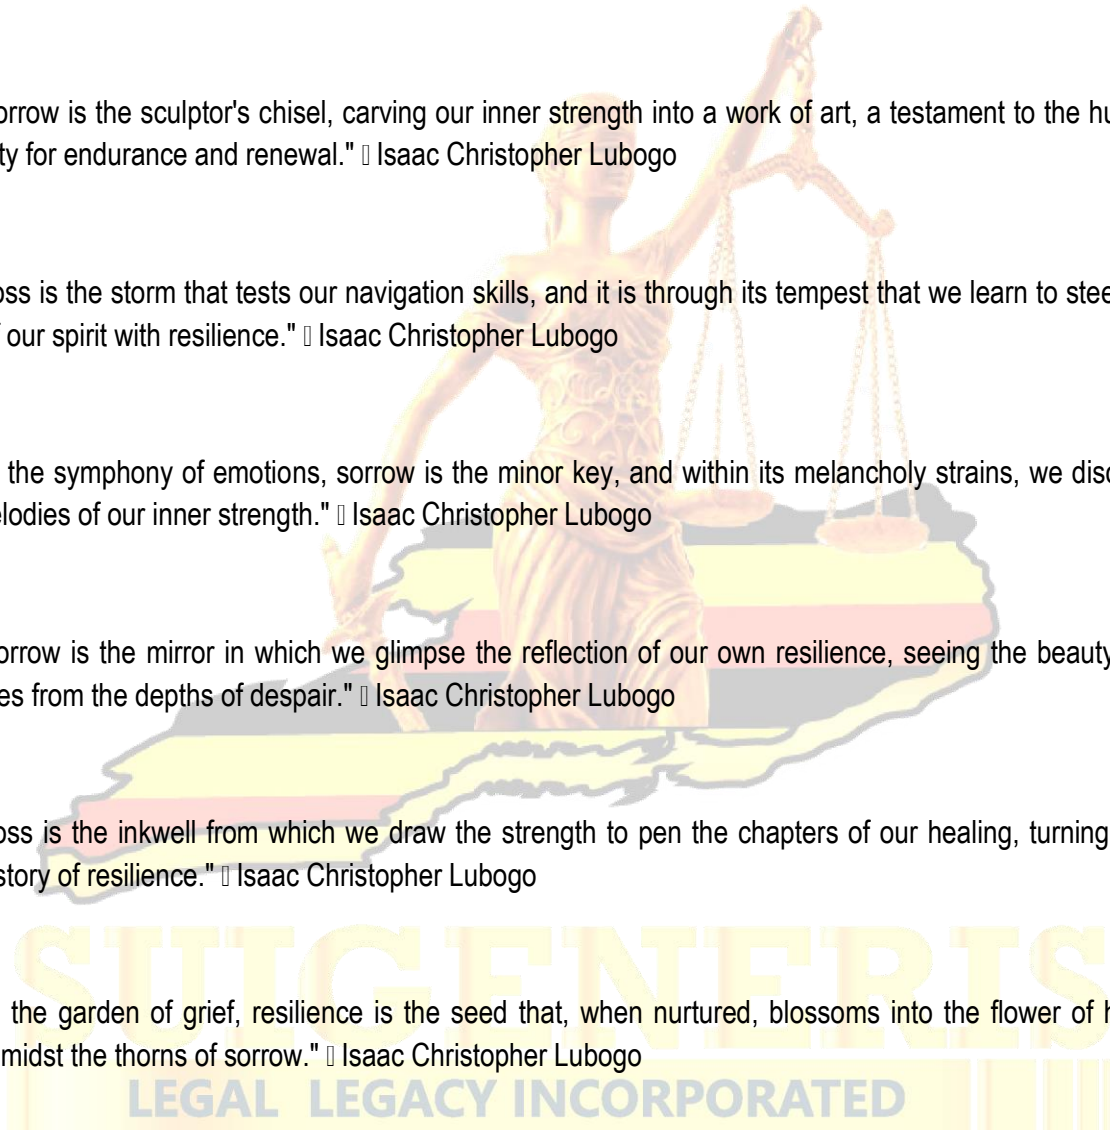 orrow is the sculptor's chisel, carving our inner strength into a work of art, a testament to the hu
ty for endurance and renewal." ▯ Isaac Christopher Lubogo
oss is the storm that tests our navigation skills, and it is through its tempest that we learn to stee
f our spirit with resilience." ▯ Isaac Christopher Lubogo
the symphony of emotions, sorrow is the minor key, and within its melancholy strains, we disc
elodies of our inner strength." ▯ Isaac Christopher Lubogo
orrow is the mirror in which we glimpse the reflection of our own resilience, seeing the beauty
es from the depths of despair." ▯ Isaac Christopher Lubogo
oss is the inkwell from which we draw the strength to pen the chapters of our healing, turning
story of resilience." ▯ Isaac Christopher Lubogo
SUIGENERIS
the garden of grief, resilience is the seed that, when nurtured, blossoms into the flower of h
midst the thorns of sorrow." ▯ Isaac Christopher Lubogo
LEGAL LEGACY INCORPORATED